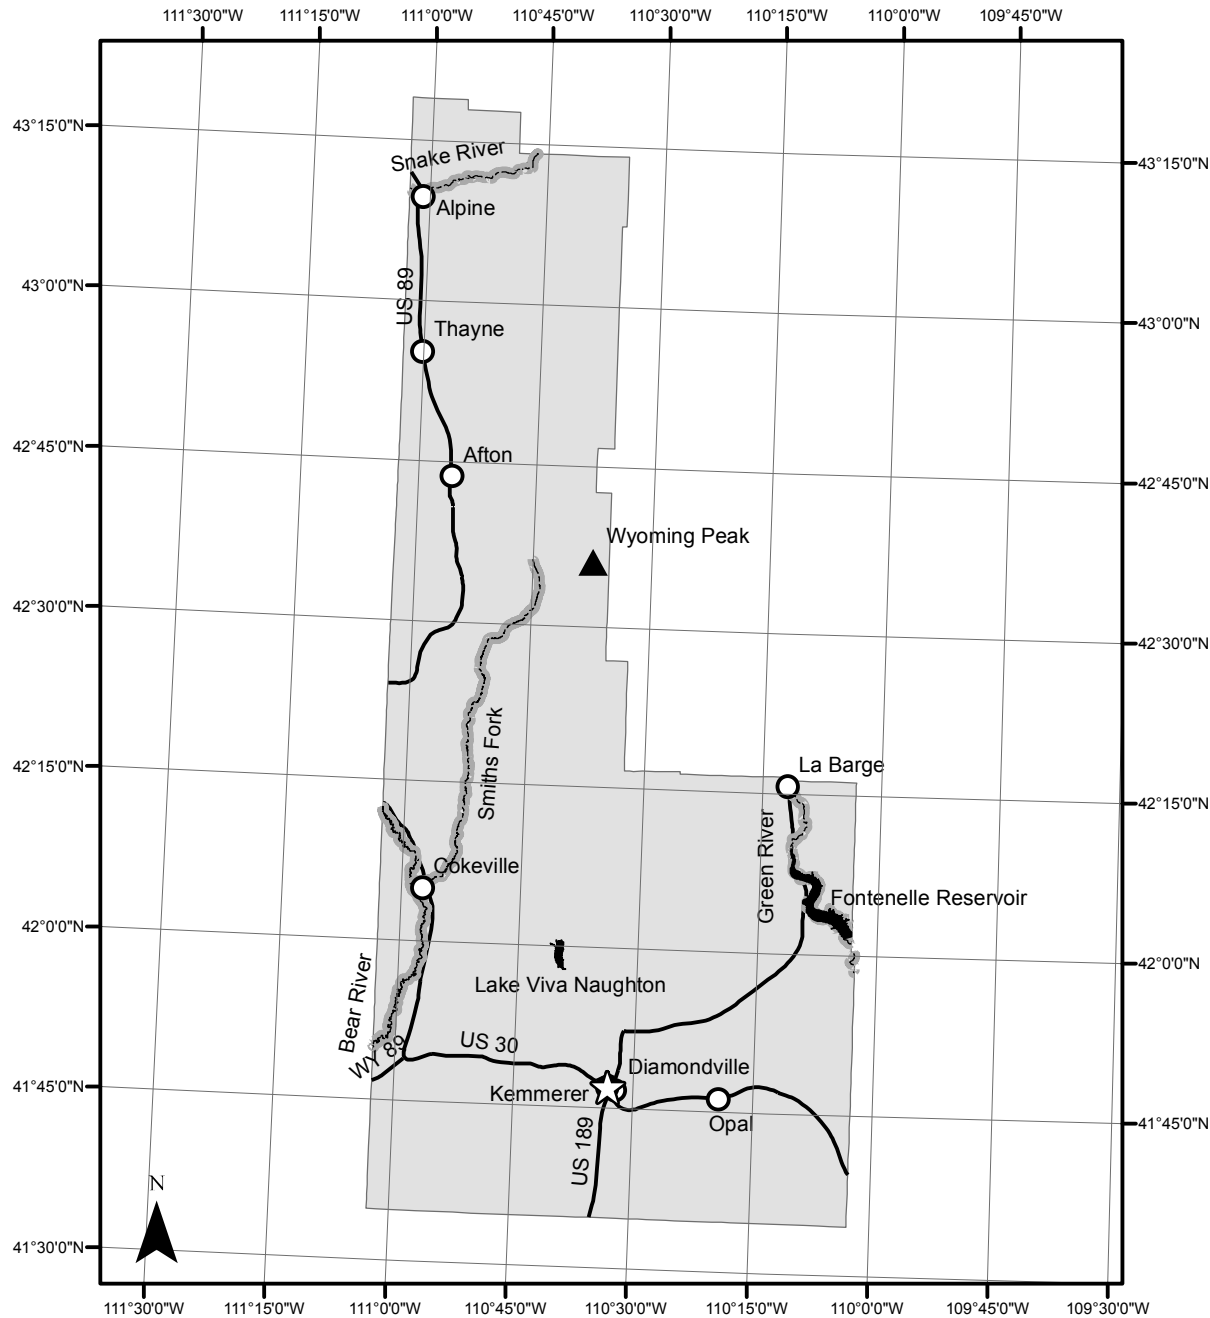 111°30'0"W 111°15'0"W 111°0'0"W 110°45'0"W 110°30'0"W 110°15'0"W 110°0'0"W 109°45'0"W
43°15'0"N
43°15'0"N
Snake River
Alpine
US 89
43°0'0"N
43°0'0"N
Thayne
42°45'0"N
Afton
42°45'0"N
Wyoming Peak
42°30'0"N
42°30'0"N
Smiths Fork
42°15'0"N
La Barge
42°15'0"N
Green River
Cokeville
Fontenelle Reservoir
42°0'0"N
42°0'0"N
Lake Viva Naughton
Bear River
WY 89
US 30
Diamondville
41°45'0"N
Kemmerer
Opal
41°45'0"N
US 189
N
41°30'0"N
111°30'0"W 111°15'0"W 111°0'0"W 110°45'0"W 110°30'0"W 110°15'0"W 110°0'0"W 109°45'0"W 109°30'0"W